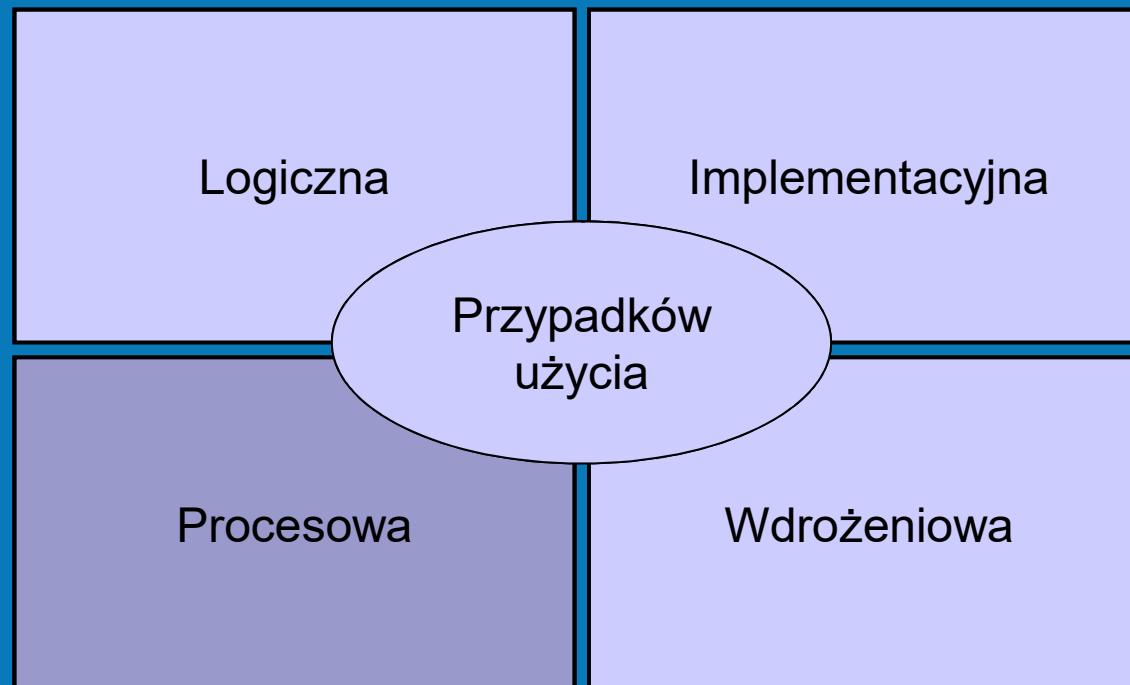 Logiczna
Implementacyjna
Przypadków
użycia
Procesowa
Wdrożeniowa